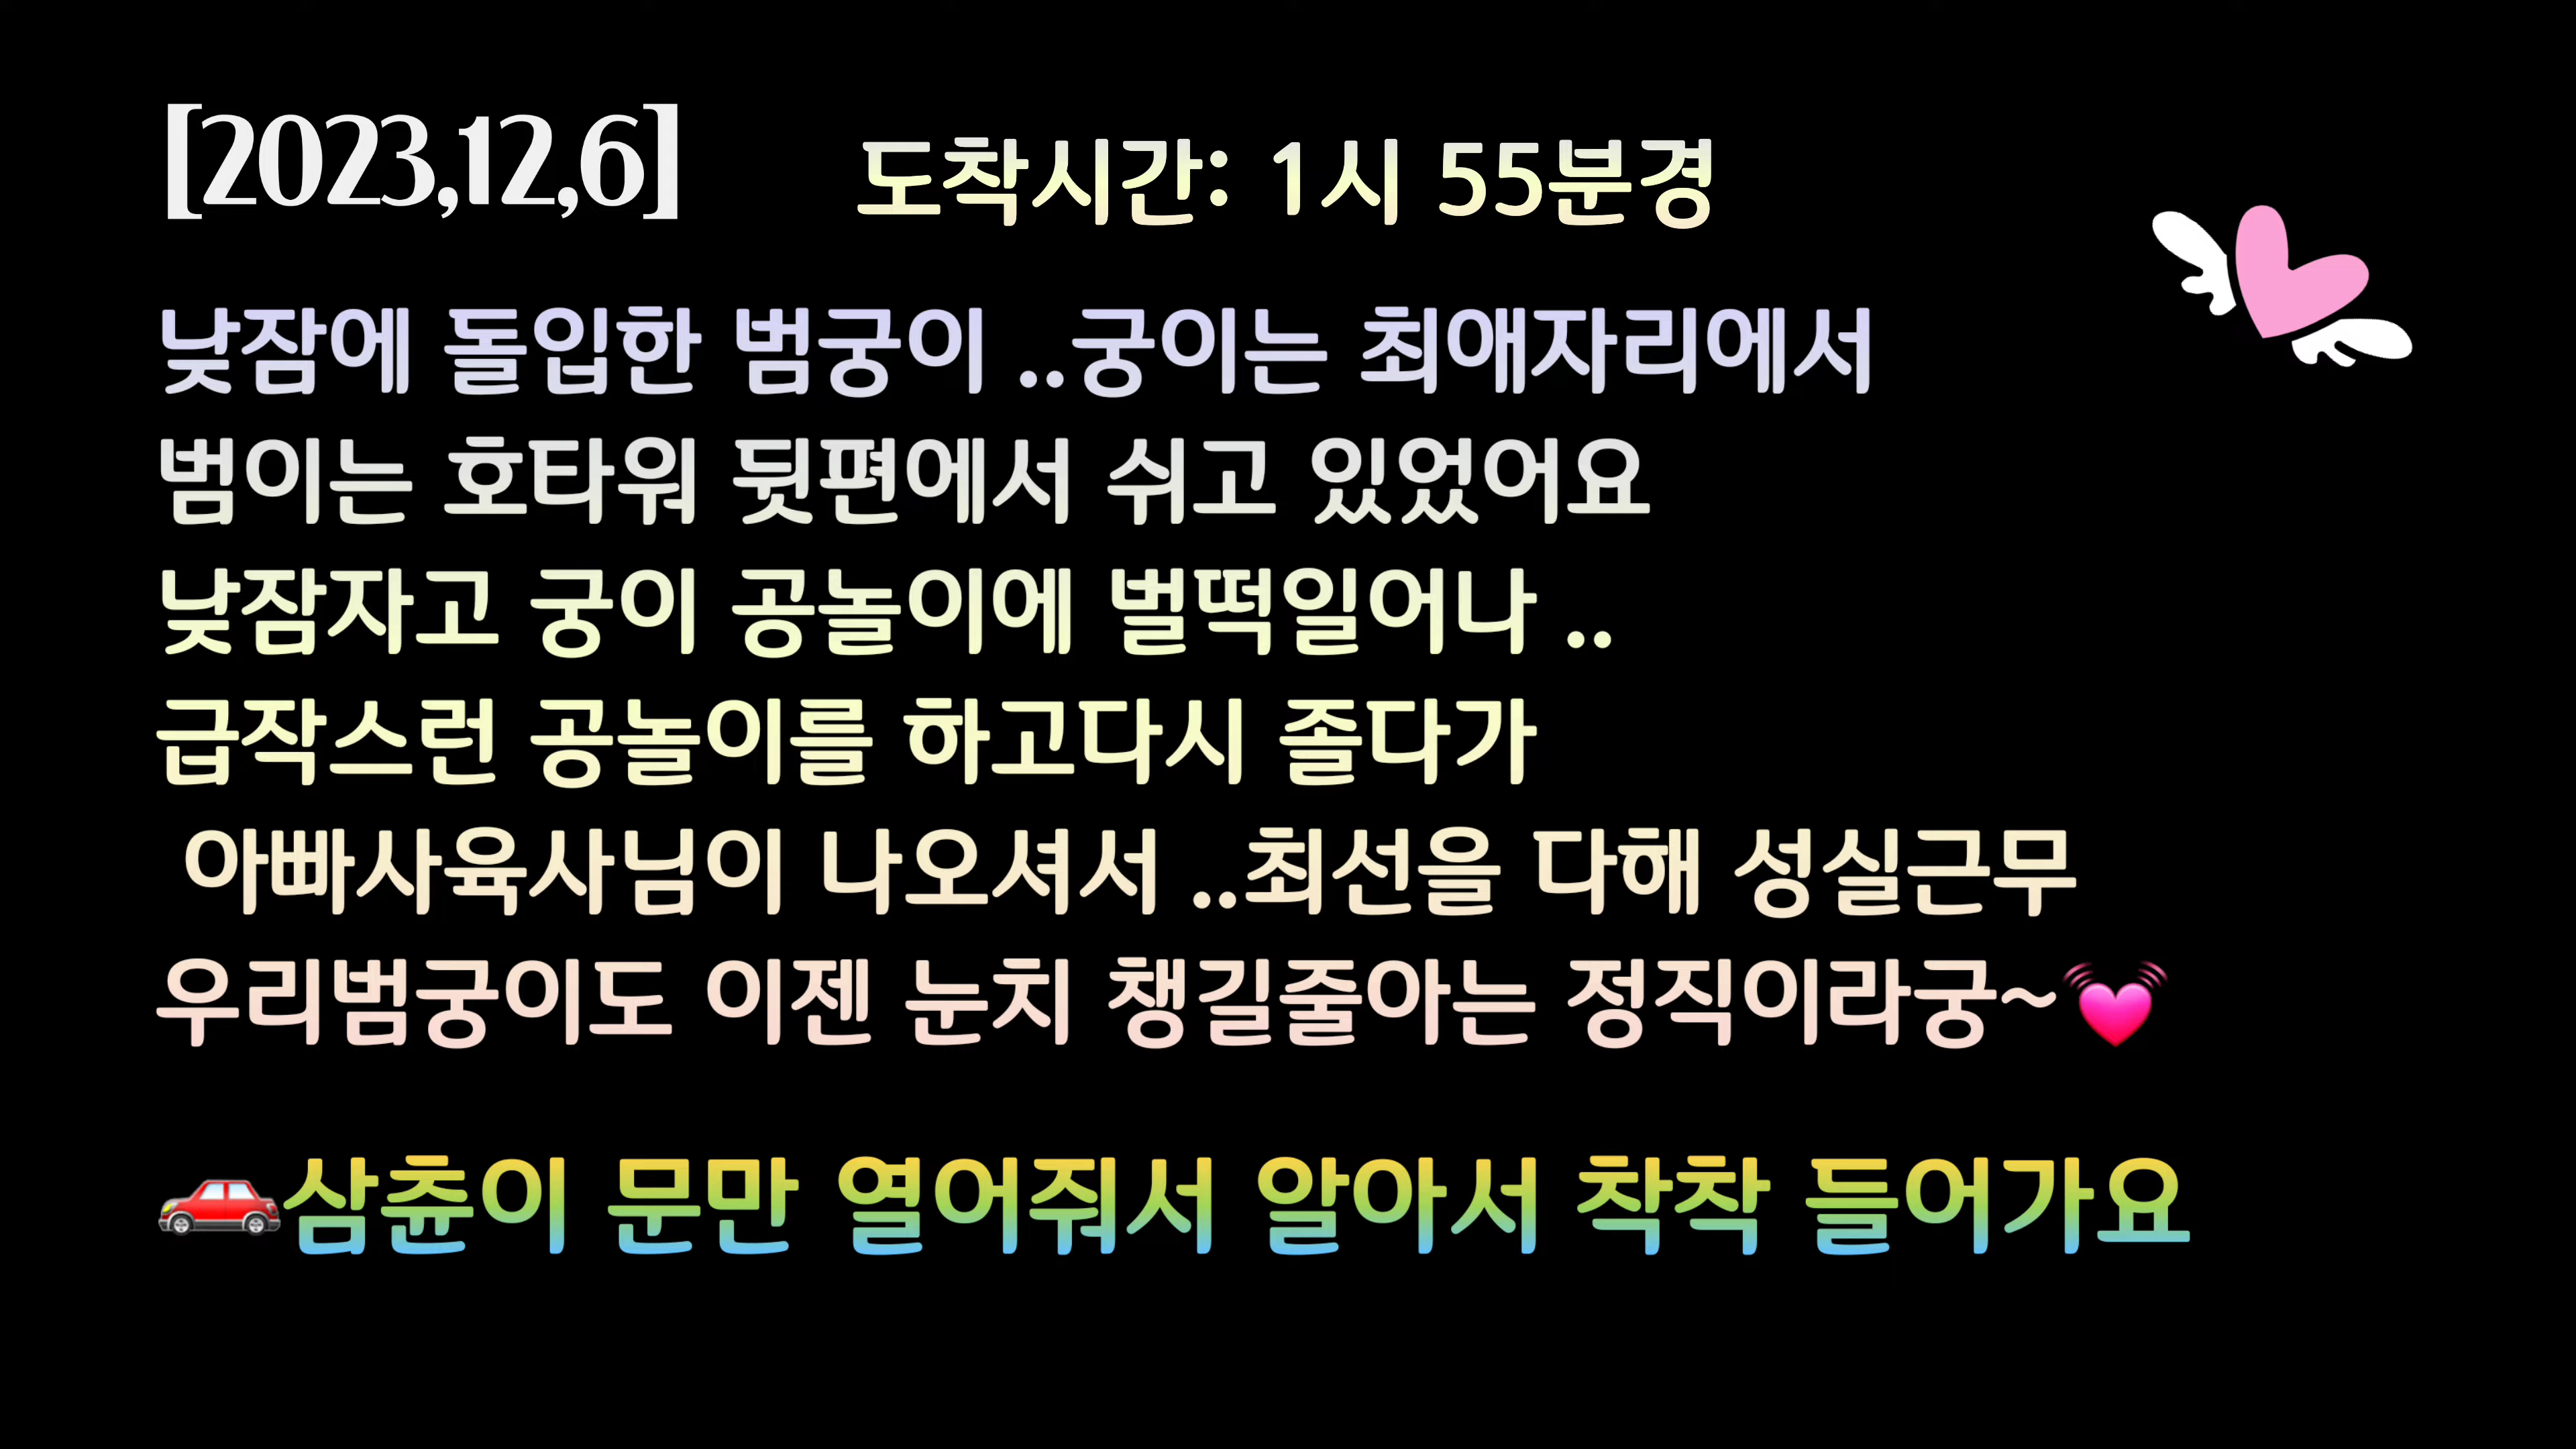 [2023,12,6] 도착시간: 1시 55분경
낮잠에 돌입한 범궁이 ..궁이는 최애자리에서
범이는 호타워 뒷편에서 쉬고 있었어요
낮잠자고 궁이 공놀이에 벌떡일어나 ..
급작스런 공놀이를 하고다시 졸다가
아빠사육사님이 나오셔서 ..최선을 다해 성실근무
우리범궁이도 이젠 눈치 챙길줄아는 정직이라궁~💓
🚗삼츈이 문만 열어줘서 알아서 착착 들어가요